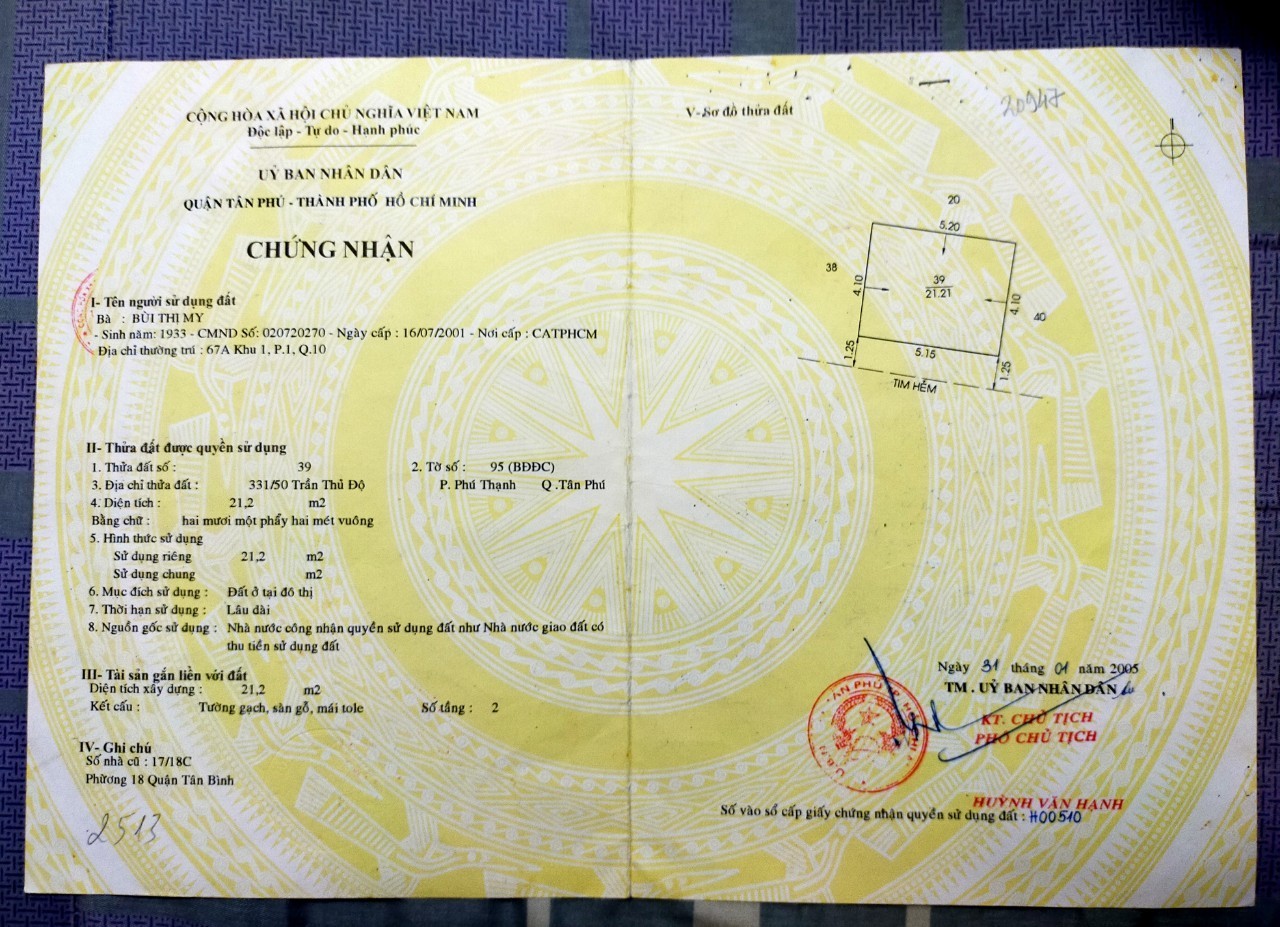 CỘNG HÒA XÃ HỘI CHỦ NGHĨA VIỆT NAM
Độc lập - Tự do - Hạnh phúc
UỶ BAN NHÂN DÂN
QUẬN TÂN PHÚ - THÀNH PHỐ HỒ CHÍ MINH
CHỨNG NHẬN
I- Tên người sử dụng đất
Bà : BÙI THỊ MY
- Sinh năm: 1933 - CMND Số: 020720270 - Ngày cấp : 16/07/2001 - Nơi cấp : CATPHCM
Địa chỉ thường trú : 67A Khu 1, P.1, Q.10
II- Thửa đất được quyền sử dụng
1. Thửa đất số : 39 2. Tờ số : 95 (BĐĐC)
3. Địa chỉ thửa đất : 331/50 Trần Thủ Độ P. Phú Thạnh Q .Tân Phú
4. Diện tích : 21,2 m2
Bằng chữ : hai mươi một phẩy hai mét vuông
5. Hình thức sử dụng
Sử dụng riêng 21,2 m2
Sử dụng chung m2
6. Mục đích sử dụng : Đất ở tại đô thị
7. Thời hạn sử dụng : Lâu dài
8. Nguồn gốc sử dụng : Nhà nước công nhận quyền sử dụng đất như Nhà nước giao đất có
thu tiền sử dụng đất
III- Tài sản gắn liền với đất
Diện tích xây dựng : 21,2 m2
Kết cấu : Tường gạch, sàn gỗ, mái tole Số tầng : 2
IV- Ghi chú
Số nhà cũ : 17/18C
Phường 18 Quận Tân Bình
2513
V- Sơ đồ thửa đất
20947
20
5.20
38
4.10
39
21.21
4.10
40
1.25
5.15
1.25
TIM HẺM
Ngày 31 tháng 01 năm 2005
TM . UỶ BAN NHÂN DÂN
KT. CHỦ TỊCH
PHÓ CHỦ TỊCH
HUỲNH VĂN HẠNH
Số vào sổ cấp giấy chứng nhận quyền sử dụng đất : H00510